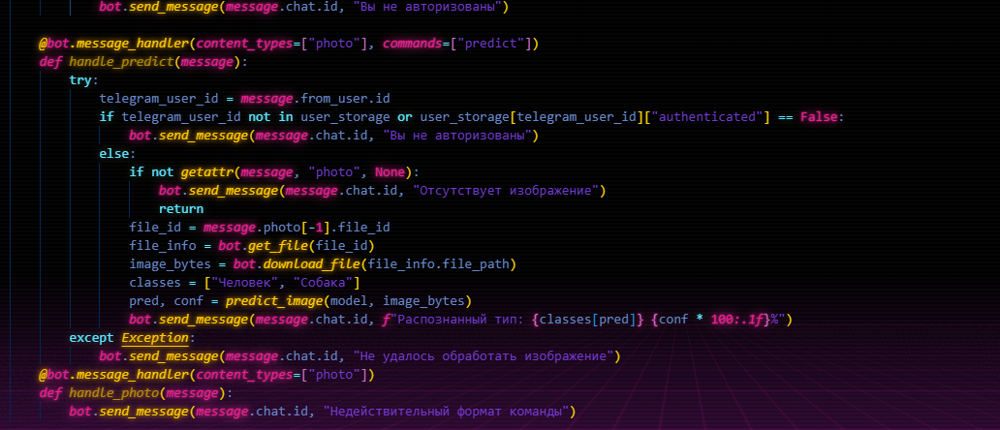 bot.send_message(message.chat.id, "Вы не авторизованы")
@bot.message_handler(content_types=["photo"], commands=["predict"])
def handle_predict(message):
try:
telegram_user_id = message.from_user.id
if telegram_user_id not in user_storage or user_storage[telegram_user_id]["authenticated"] == False:
bot.send_message(message.chat.id, "Вы не авторизованы")
else:
if not getattr(message, "photo", None):
bot.send_message(message.chat.id, "Отсутствует изображение")
return
file_id = message.photo[-1].file_id
file_info = bot.get_file(file_id)
image_bytes = bot.download_file(file_info.file_path)
classes = ["Человек", "Собака"]
pred, conf = predict_image(model, image_bytes)
bot.send_message(message.chat.id, f"Распознанный тип: {classes[pred]} {conf * 100:.1f}%")
except Exception:
bot.send_message(message.chat.id, "Не удалось обработать изображение")
@bot.message_handler(content_types=["photo"])
def handle_photo(message):
bot.send_message(message.chat.id, "Недействительный формат команды")